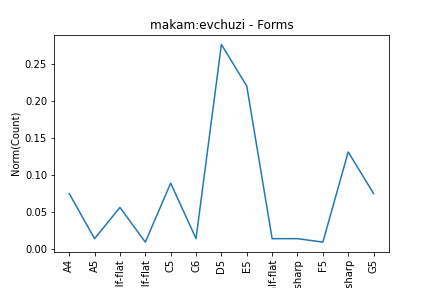 makam:evchuzi - Forms
Norm(Count)
0.25
0.20
0.15
0.10
0.05
0.00
A4
A5
lf-flat
lf-flat
C5
C6
D5
E5
lf-flat
sharp
F5
sharp
G5